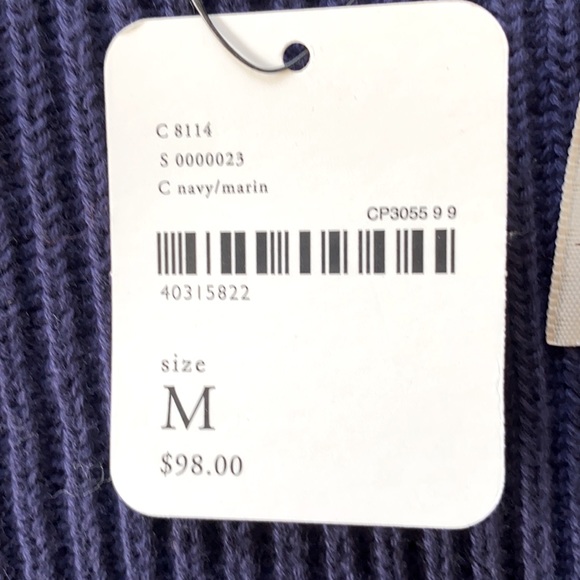 C 8114
S 0000023
C navy/marin
CP3055 9 9
40315822
size
M
$98.00